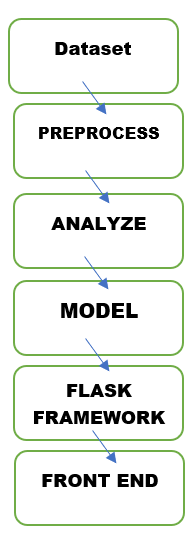 Dataset
PREPROCESS
ANALYZE
MODEL
FLASK
FRAMEWORK
FRONT END